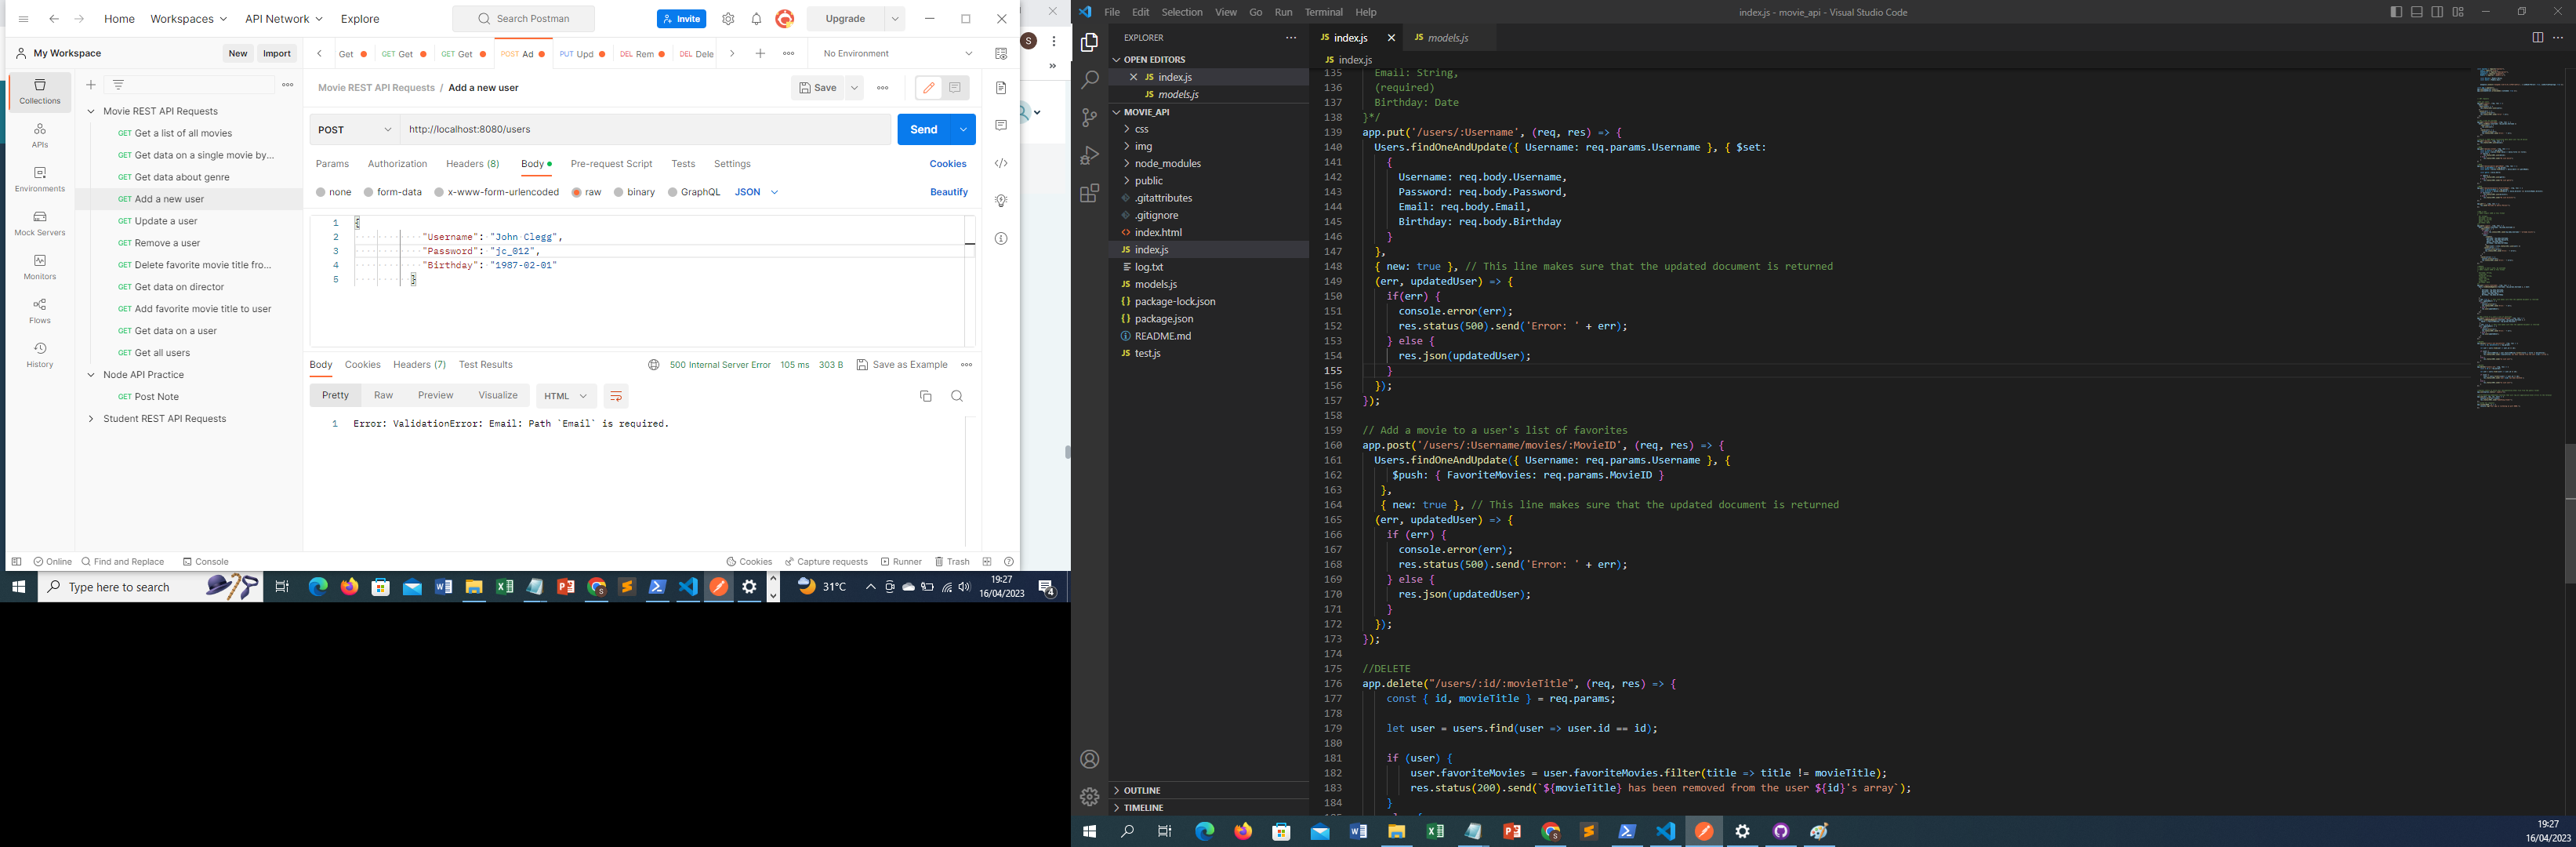 Home Workspaces API Network Explore Search Postman Invite Upgrade
My Workspace New Import Get GET Get GET Get POST Ad PUT Upd DEL Rem DEL Dele No Environment
Collections
APIs
Environments
Mock Servers
Monitors
Flows
History
Movie REST API Requests
GET Get a list of all movies
GET Get data on a single movie by...
GET Get data about genre
GET Add a new user
GET Update a user
GET Remove a user
GET Delete favorite movie title fro...
GET Get data on director
GET Add favorite movie title to user
GET Get data on a user
GET Get all users
Node API Practice
GET Post Note
Student REST API Requests
Movie REST API Requests / Add a new user Save
POST http://localhost:8080/users Send
Params Authorization Headers (8) Body Pre-request Script Tests Settings Cookies
none form-data x-www-form-urlencoded raw binary GraphQL JSON Beautify
1 {
2 "Username": "John Clegg",
3 "Password": "jc_012",
4 "Birthday": "1987-02-01"
5 }
Body Cookies Headers (7) Test Results 500 Internal Server Error 105 ms 303 B Save as Example
Pretty Raw Preview Visualize HTML
1 Error: ValidationError: Email: Path `Email` is required.
Online Find and Replace Console Cookies Capture requests Runner Trash
Type here to search 31°C 19:27
16/04/2023 4
S
File Edit Selection View Go Run Terminal Help index.js - movie_api - Visual Studio Code
EXPLORER
OPEN EDITORS
JS index.js
JS models.js
MOVIE_API
css
img
node_modules
public
.gitattributes
.gitignore
index.html
JS index.js
log.txt
JS models.js
{} package-lock.json
{} package.json
README.md
JS test.js
OUTLINE
TIMELINE
JS index.js JS models.js
JS index.js
135 Email: String,
136 (required)
137 Birthday: Date
138 }*/
139 app.put('/users/:Username', (req, res) => {
140 Users.findOneAndUpdate({ Username: req.params.Username }, { $set:
141 {
142 Username: req.body.Username,
143 Password: req.body.Password,
144 Email: req.body.Email,
145 Birthday: req.body.Birthday
146 }
147 },
148 { new: true }, // This line makes sure that the updated document is returned
149 (err, updatedUser) => {
150 if(err) {
151 console.error(err);
152 res.status(500).send('Error: ' + err);
153 } else {
154 res.json(updatedUser);
155 }
156 });
157 });
158
159 // Add a movie to a user's list of favorites
160 app.post('/users/:Username/movies/:MovieID', (req, res) => {
161 Users.findOneAndUpdate({ Username: req.params.Username }, {
162 $push: { FavoriteMovies: req.params.MovieID }
163 },
164 { new: true }, // This line makes sure that the updated document is returned
165 (err, updatedUser) => {
166 if (err) {
167 console.error(err);
168 res.status(500).send('Error: ' + err);
169 } else {
170 res.json(updatedUser);
171 }
172 });
173 });
174
175 //DELETE
176 app.delete("/users/:id/:movieTitle", (req, res) => {
177 const { id, movieTitle } = req.params;
178
179 let user = users.find(user => user.id == id);
180
181 if (user) {
182 user.favoriteMovies = user.favoriteMovies.filter(title => title != movieTitle);
183 res.status(200).send(`${movieTitle} has been removed from the user ${id}'s array`);
184 }
19:27
16/04/2023